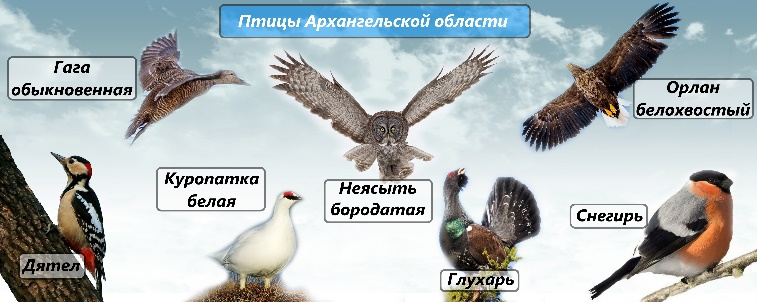 Птицы Архангельской области
Гага
обыкновенная
Орлан
белохвостый
Куропатка
белая
Неясыть
бородатая
Снегирь
Дятел
Глухарь